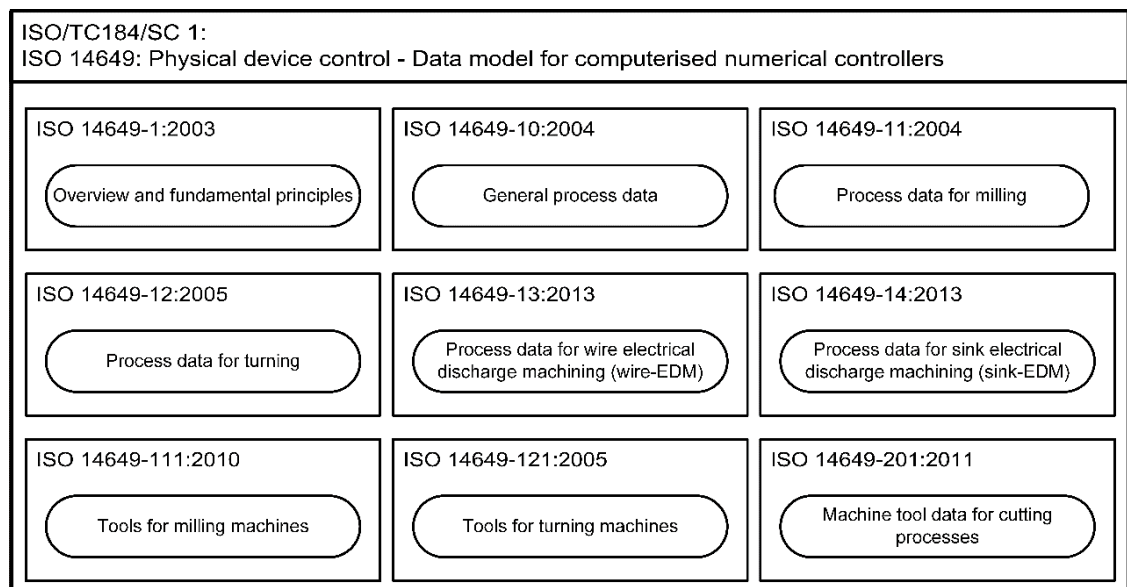 ISO/TC184/SC 1:
ISO 14649: Physical device control - Data model for computerised numerical controllers
ISO 14649-1:2003
Overview and fundamental principles
ISO 14649-10:2004
General process data
ISO 14649-11:2004
Process data for milling
ISO 14649-12:2005
Process data for turning
ISO 14649-13:2013
Process data for wire electrical
discharge machining (wire-EDM)
ISO 14649-14:2013
Process data for sink electrical
discharge machining (sink-EDM)
ISO 14649-111:2010
Tools for milling machines
ISO 14649-121:2005
Tools for turning machines
ISO 14649-201:2011
Machine tool data for cutting
processes